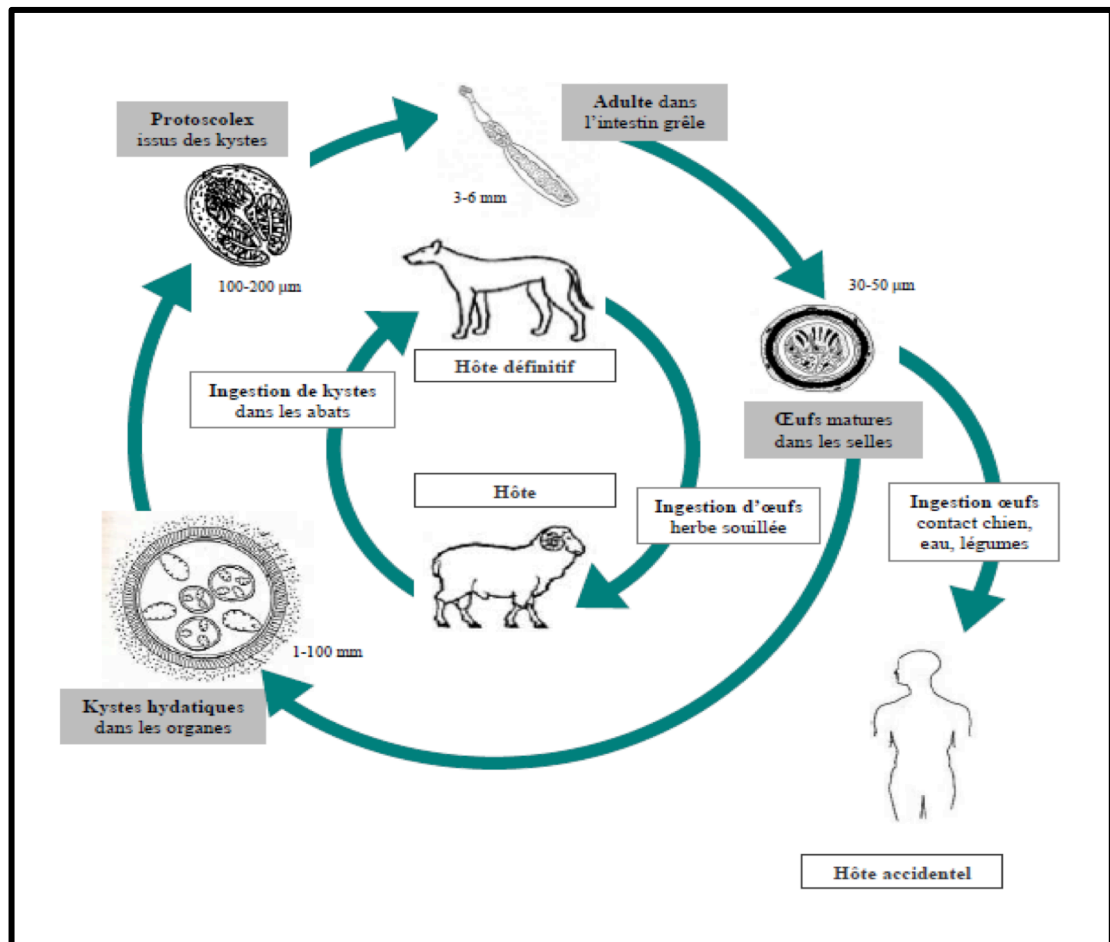 Protoscolex
issus des kystes
100-200 µm
3-6 mm
Adulte dans
l'intestin grêle
30-50 µm
Œufs matures
dans les selles
Hôte définitif
Ingestion de kystes
dans les abats
Hôte
Ingestion d'œufs
herbe souillée
Ingestion œufs
contact chien,
eau, légumes
1-100 mm
Kystes hydatiques
dans les organes
Hôte accidentel